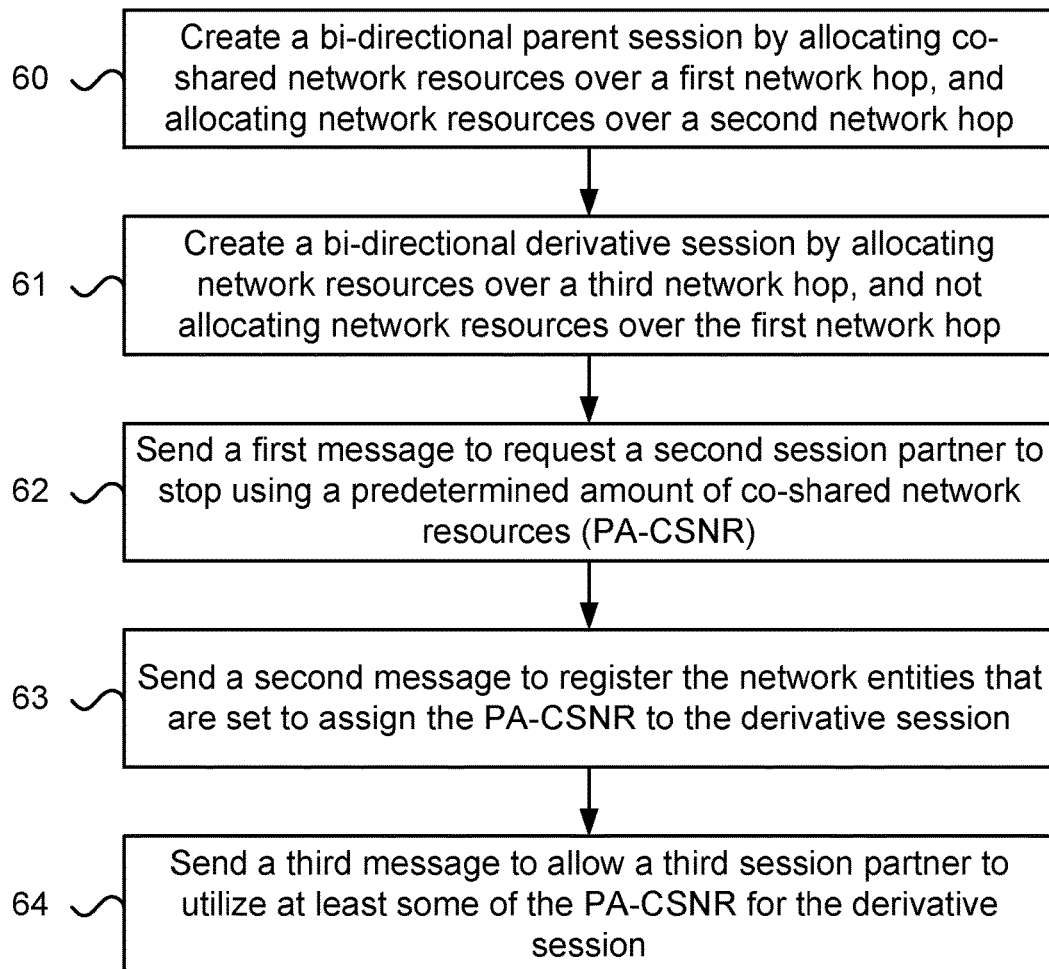 60
Create a bi-directional parent session by allocating co-
shared network resources over a first network hop, and
allocating network resources over a second network hop
61
Create a bi-directional derivative session by allocating
network resources over a third network hop, and not
allocating network resources over the first network hop
62
Send a first message to request a second session partner to
stop using a predetermined amount of co-shared network
resources (PA-CSNR)
63
Send a second message to register the network entities that
are set to assign the PA-CSNR to the derivative session
64
Send a third message to allow a third session partner to
utilize at least some of the PA-CSNR for the derivative
session